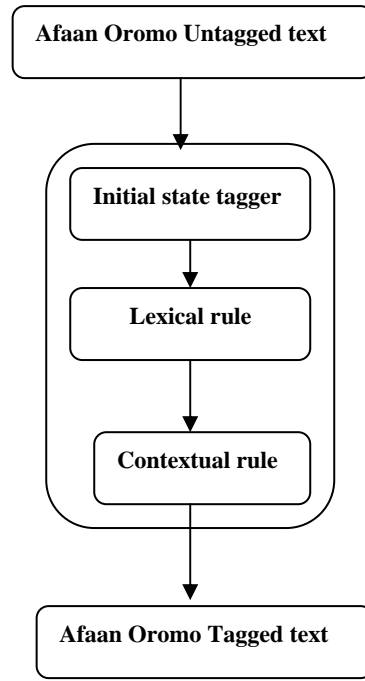 Afaan Oromo Untagged text
Initial state tagger
Lexical rule
Contextual rule
Afaan Oromo Tagged text